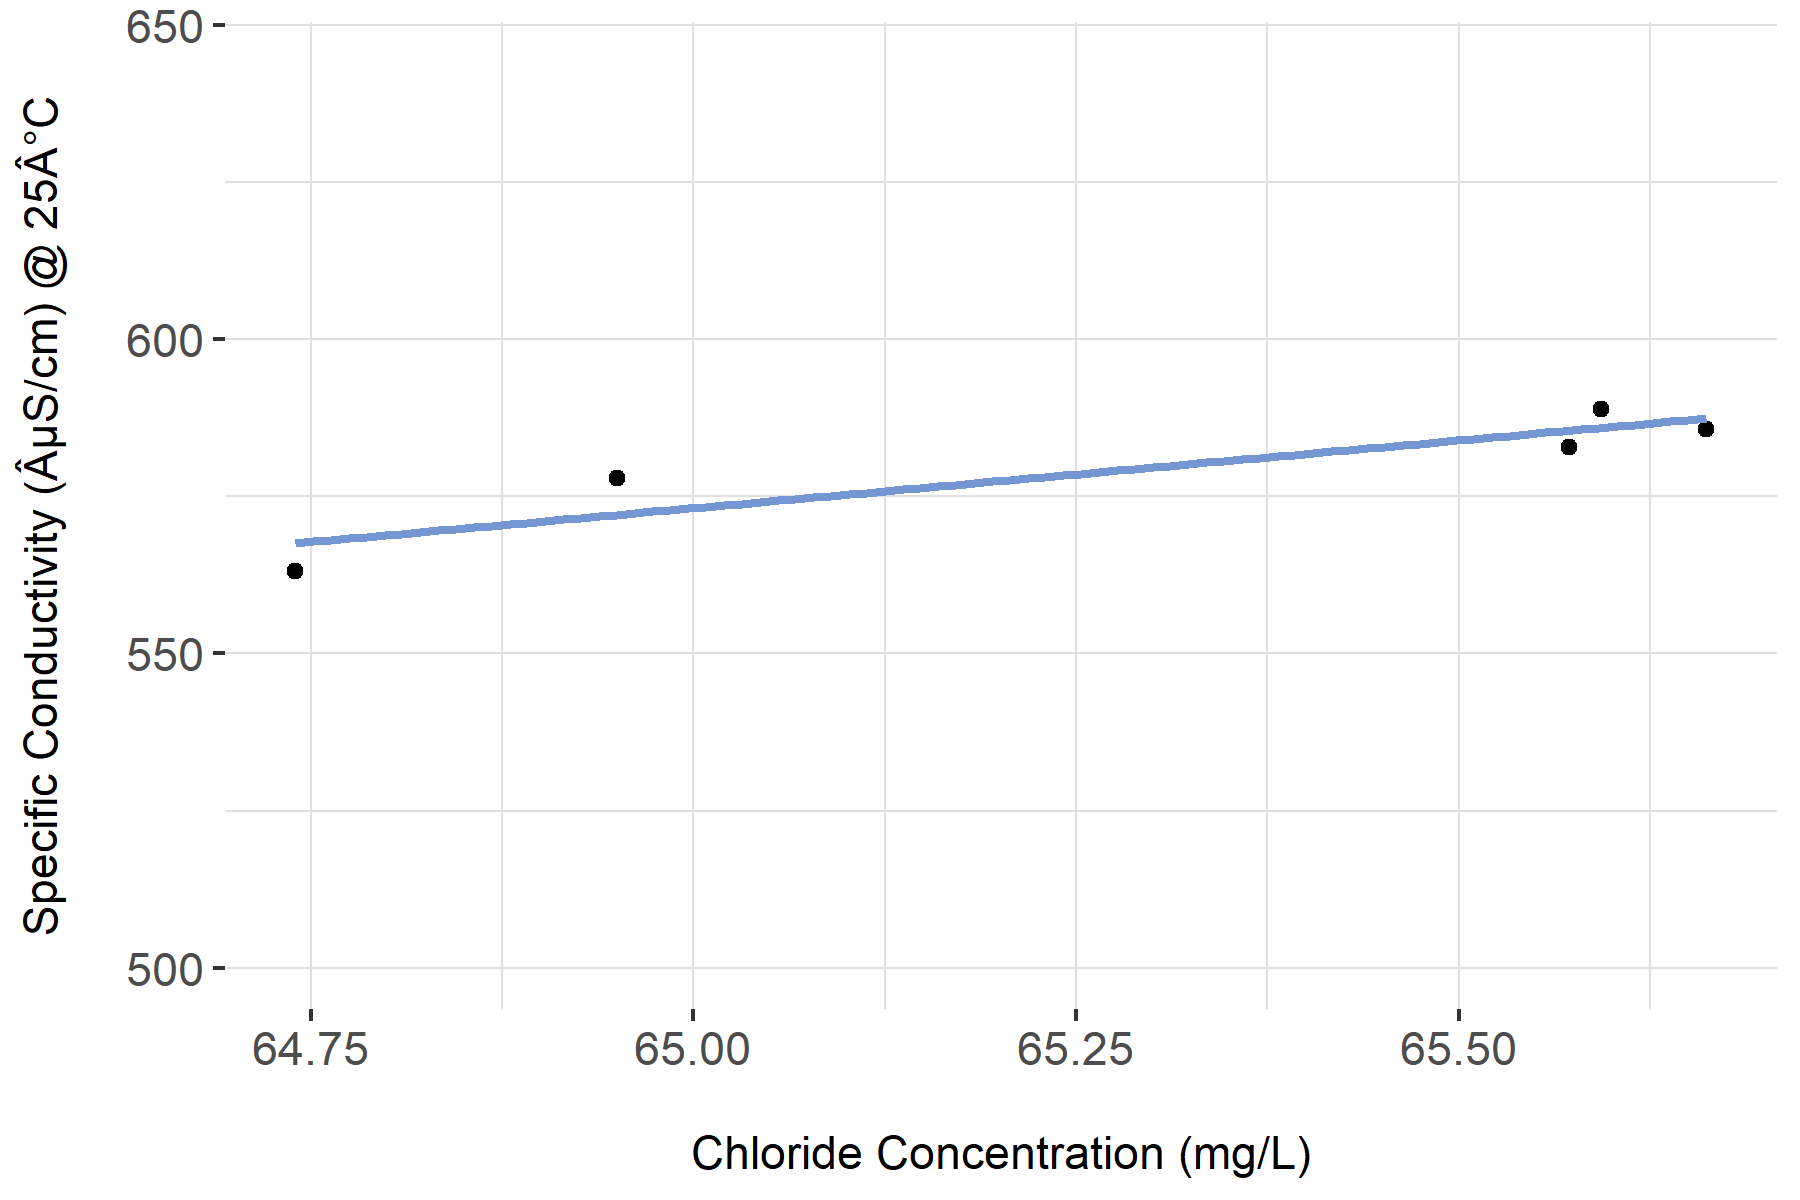 Specific Conductivity (ÂµS/cm) @ 25Â°C
650
600
550
500
64.75 65.00 65.25 65.50
Chloride Concentration (mg/L)